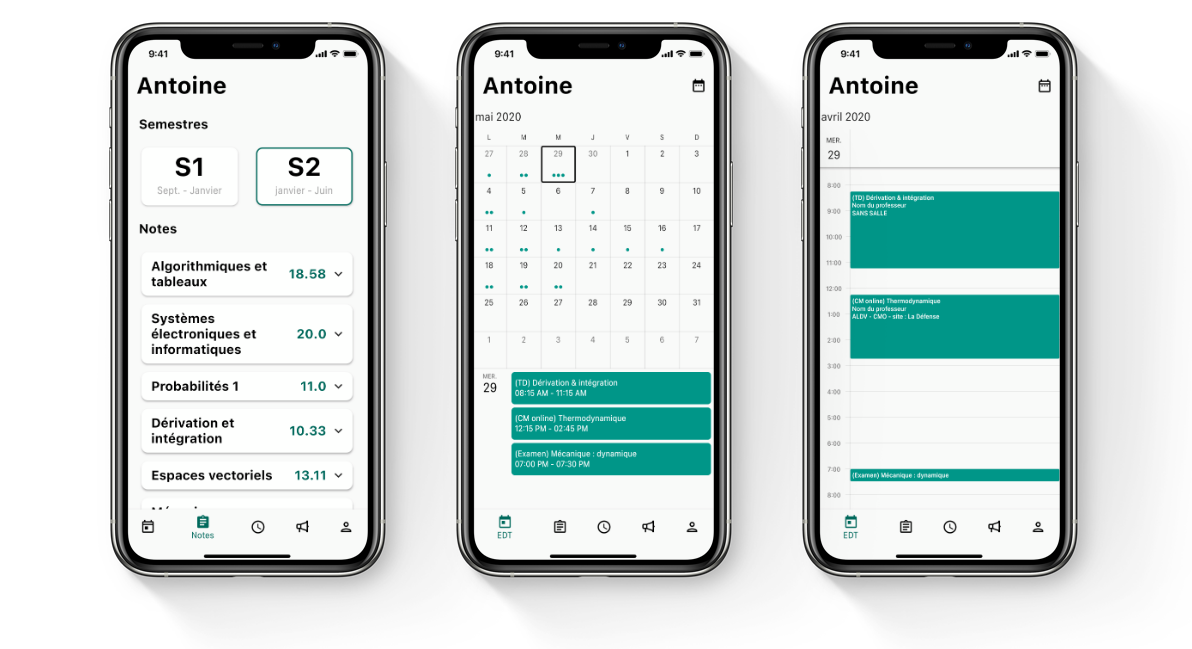 9:41
Antoine
Semestres
S1
Sept. - Janvier
S2
janvier - Juin
Notes
Algorithmiques et
tableaux
18.58
Systèmes
électroniques et
informatiques
20.0
Probabilités 1
11.0
Dérivation et
intégration
10.33
Espaces vectoriels
13.11
Notes
9:41
Antoine
mai 2020
L M M J V S D
27 28 29 30 1 2 3
4 5 6 7 8 9 10
11 12 13 14 15 16 17
18 19 20 21 22 23 24
25 26 27 28 29 30 31
1 2 3 4 5 6 7
MER.
29
(TD) Dérivation & intégration
08:15 AM - 11:15 AM
(CM online) Thermodynamique
12:15 PM - 02:45 PM
(Examen) Mécanique : dynamique
07:00 PM - 07:30 PM
EDT
9:41
Antoine
avril 2020
MER.
29
8:00
(TD) Dérivation & intégration
Nom du professeur
9:00
SANS SALLE
10:00
11:00
12:00
(CM online) Thermodynamique
Nom du professeur
1:00
ALDV - CMO - site : La Défense
2:00
3:00
4:00
5:00
6:00
7:00
(Examen) Mécanique : dynamique
8:00
EDT